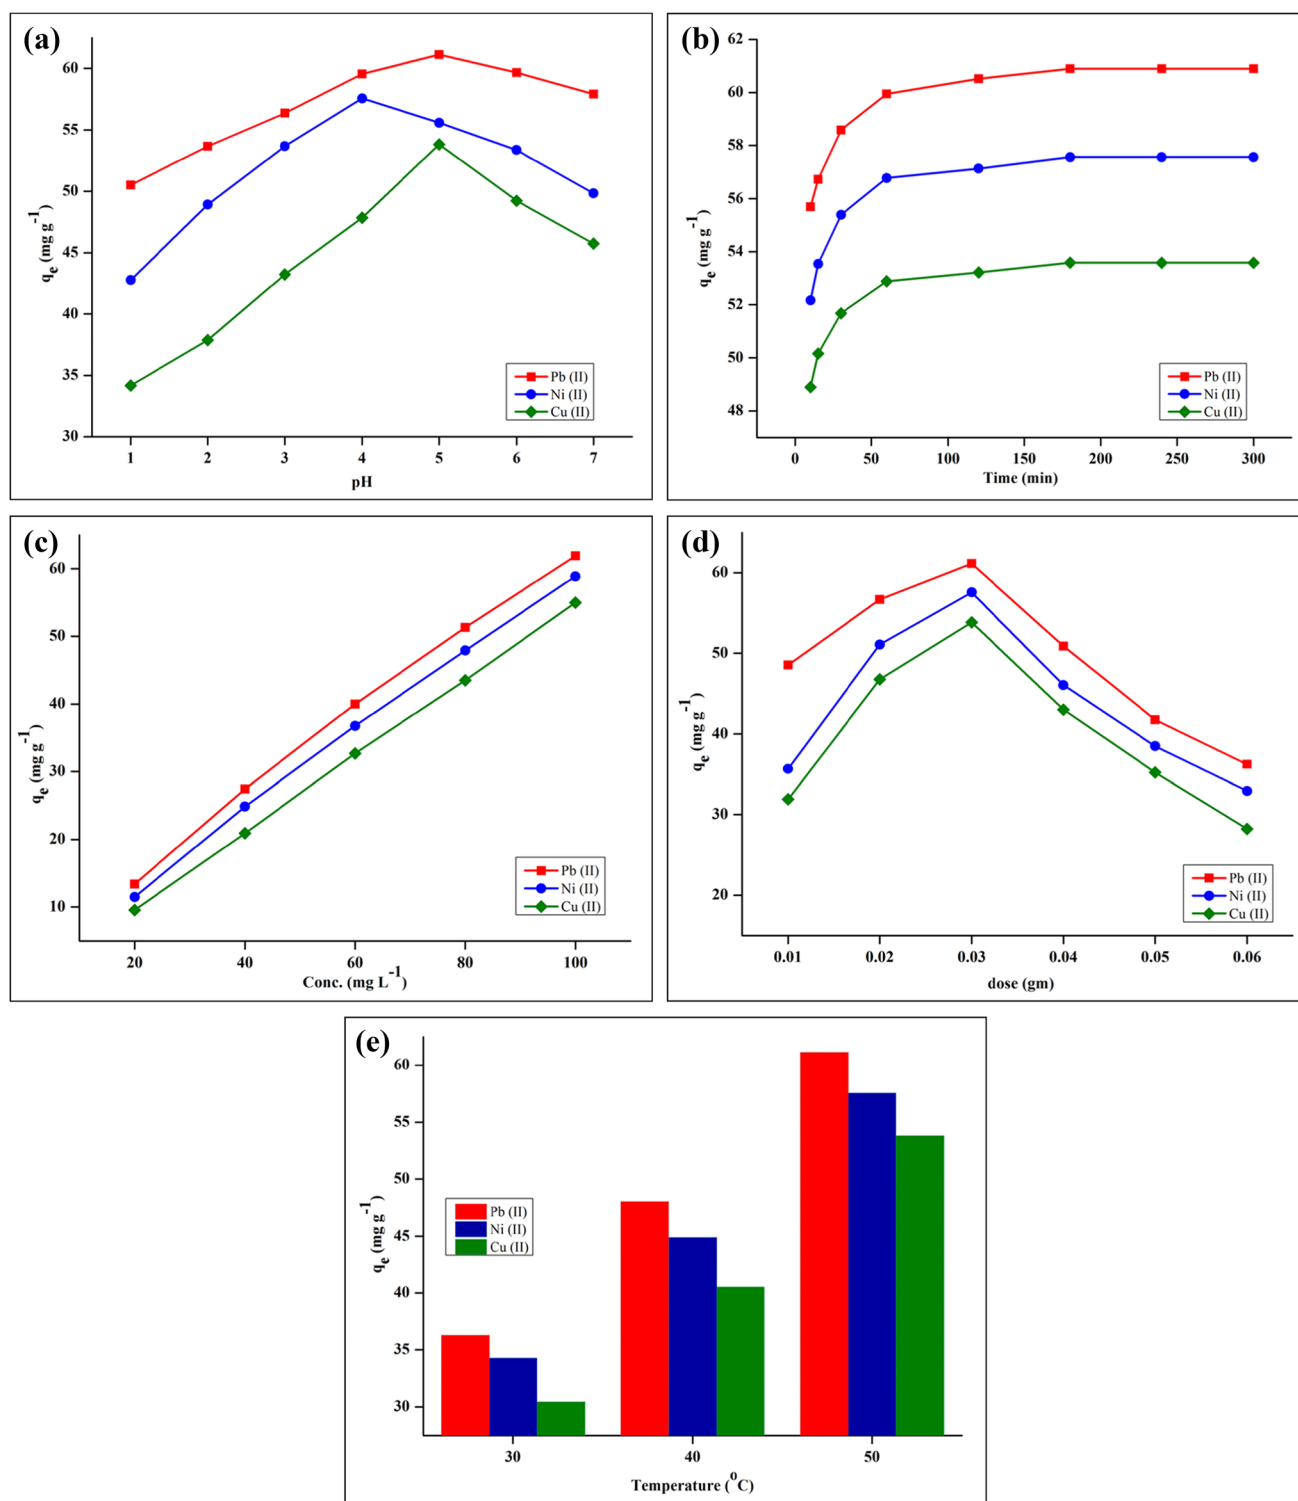 (a)
60
55
50
45
40
35
30
qe (mg g-1)
1 2 3 4 5 6 7
pH
Pb (II)
Ni (II)
Cu (II)
(b)
62
60
58
56
54
52
50
48
qe (mg g-1)
0 50 100 150 200 250 300
Time (min)
Pb (II)
Ni (II)
Cu (II)
(c)
60
50
40
30
20
10
qe (mg g-1)
20 40 60 80 100
Conc. (mg L-1)
Pb (II)
Ni (II)
Cu (II)
(d)
60
50
40
30
20
qe (mg g-1)
0.01 0.02 0.03 0.04 0.05 0.06
dose (gm)
Pb (II)
Ni (II)
Cu (II)
(e)
60
55
50
45
40
35
30
qe (mg g-1)
Pb (II)
Ni (II)
Cu (II)
30 40 50
Temperature (oC)